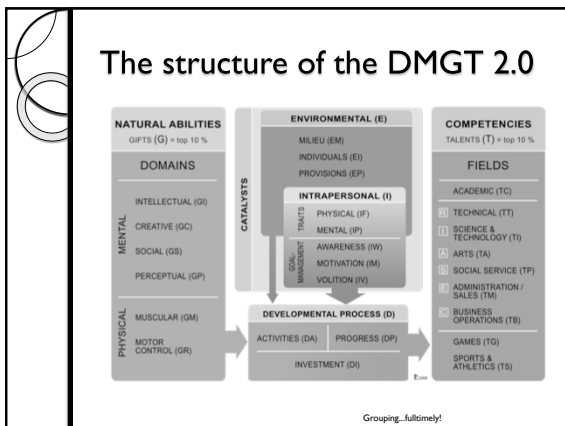 The structure of the DMGT 2.0
NATURAL ABILITIES
GIFTS (G) = top 10 %
DOMAINS
MENTAL
INTELLECTUAL (GI)
CREATIVE (GC)
SOCIAL (GS)
PERCEPTUAL (GP)
PHYSICAL
MUSCULAR (GM)
MOTOR
CONTROL (GR)
CATALYSTS
ENVIRONMENTAL (E)
MILIEU (EM)
INDIVIDUALS (EI)
PROVISIONS (EP)
INTRAPERSONAL (I)
TRAITS
PHYSICAL (IF)
MENTAL (IP)
GOAL-
MANAGEMENT
AWARENESS (IW)
MOTIVATION (IM)
VOLITION (IV)
DEVELOPMENTAL PROCESS (D)
ACTIVITIES (DA)
PROGRESS (DP)
INVESTMENT (DI)
COMPETENCIES
TALENTS (T) = top 10 %
FIELDS
ACADEMIC (TC)
R TECHNICAL (TT)
I SCIENCE &
TECHNOLOGY (TI)
A ARTS (TA)
S SOCIAL SERVICE (TP)
E ADMINISTRATION /
SALES (TM)
C BUSINESS
OPERATIONS (TB)
GAMES (TG)
SPORTS &
ATHLETICS (TS)
Grouping...fulltimely!